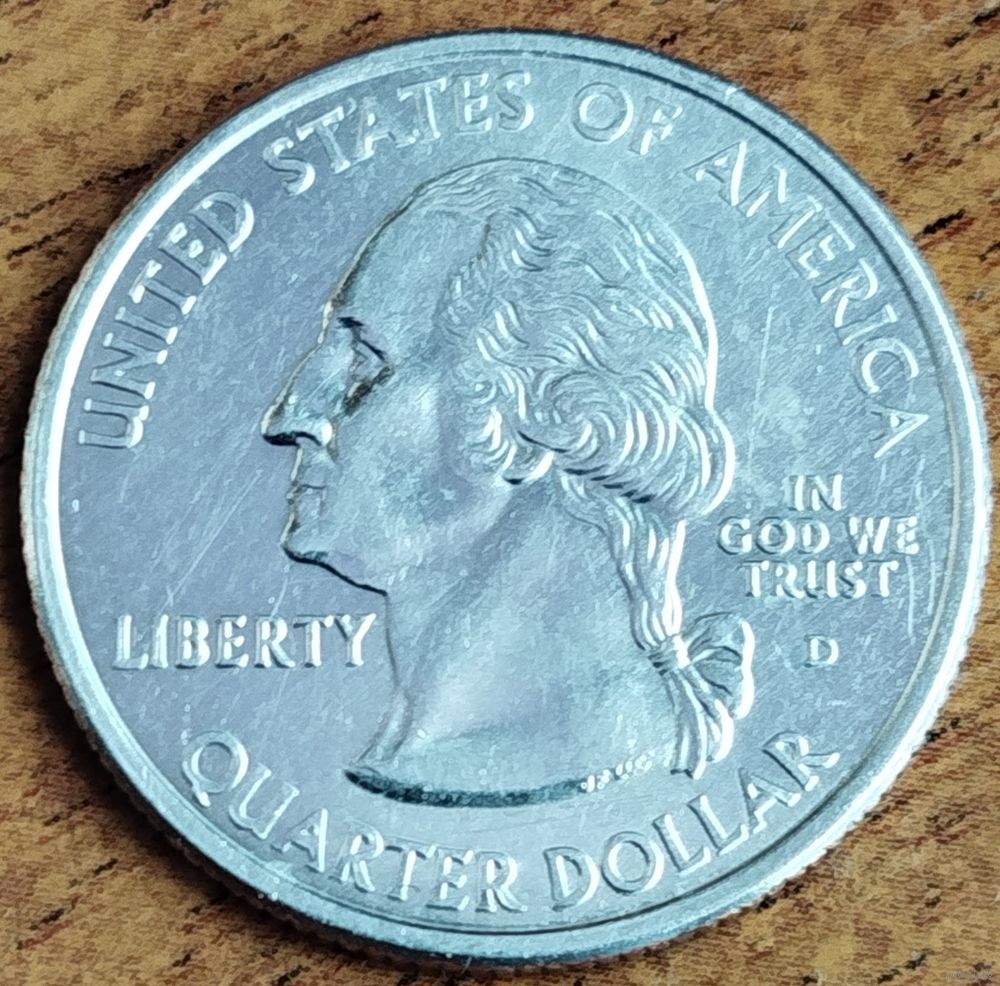 UNITED STATES OF AMERICA
LIBERTY
IN
GOD WE
TRUST
D
QUARTER DOLLAR